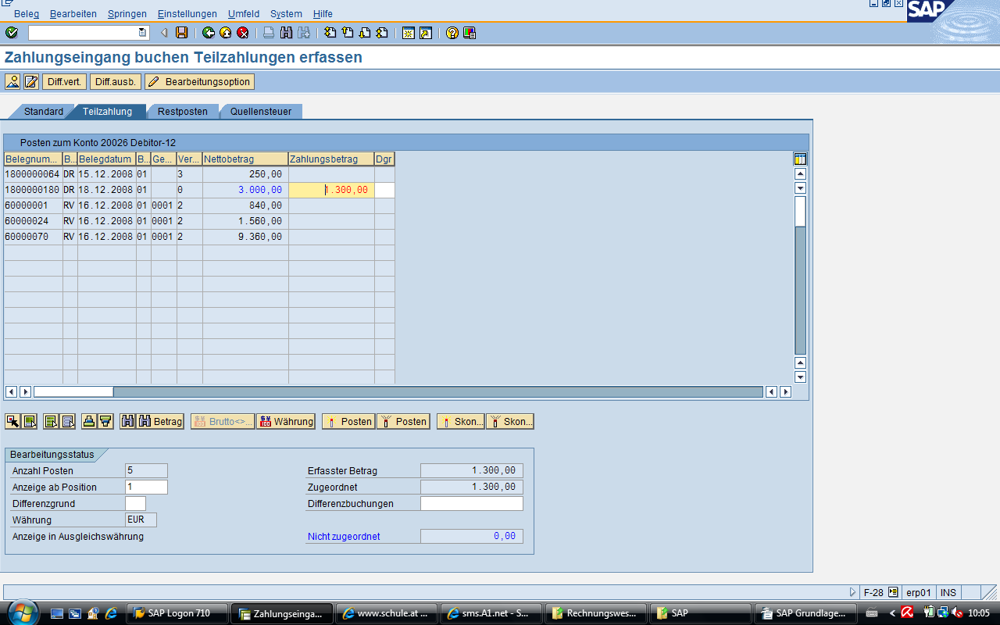 Beleg Bearbeiten Springen Einstellungen Umfeld System Hilfe
SAP
Zahlungseingang buchen Teilzahlungen erfassen
Diff.vert. Diff.ausb. Bearbeitungsoption
Standard Teilzahlung Restposten Quellensteuer
Posten zum Konto 20026 Debitor-12
Belegnum... B.. Belegdatum B.. Ge... Ver... Nettobetrag Zahlungsbetrag Dgr
1800000064 DR 15.12.2008 01 3 250,00
1800000180 DR 18.12.2008 01 0 3.000,00 1.300,00
60000001 RV 16.12.2008 01 0001 2 840,00
60000024 RV 16.12.2008 01 0001 2 1.560,00
60000070 RV 16.12.2008 01 0001 2 9.360,00
Betrag Brutto<>... Währung Posten Posten Skon... Skon...
Bearbeitungsstatus
Anzahl Posten 5 Erfasster Betrag 1.300,00
Anzeige ab Position 1 Zugeordnet 1.300,00
Differenzgrund Differenzbuchungen
Währung EUR
Anzeige in Ausgleichswährung Nicht zugeordnet 0,00
F-28 erp01 INS
SAP Logon 710 Zahlungseinga... www.schule.at ... sms.A1.net - S... Rechnungswes... SAP SAP Grundlage... 10:05